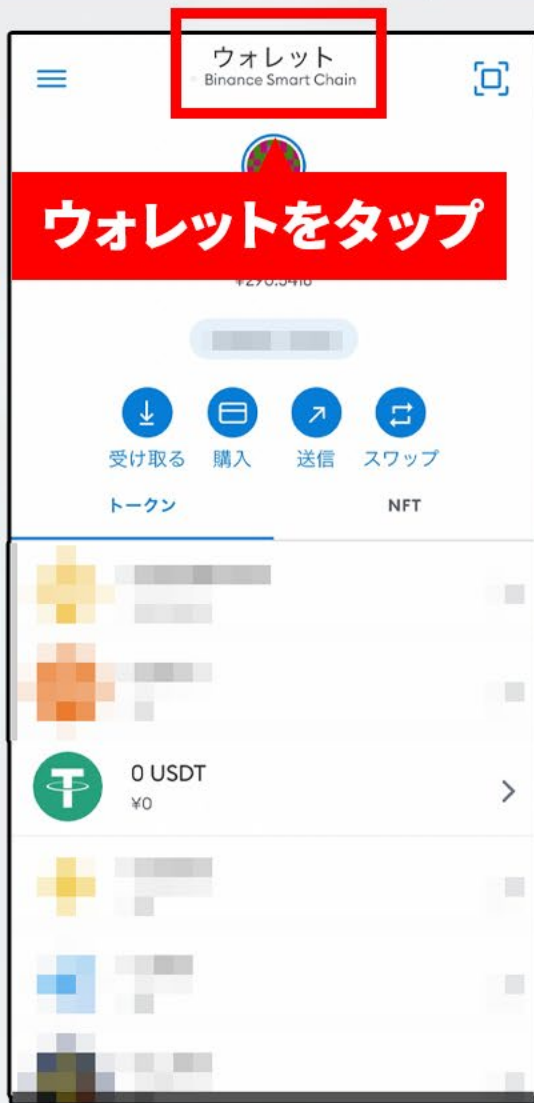 ウォレット
Binance Smart Chain
ウォレットをタップ
受け取る
購入
送信
スワップ
トークン
NFT
0 USDT
¥0